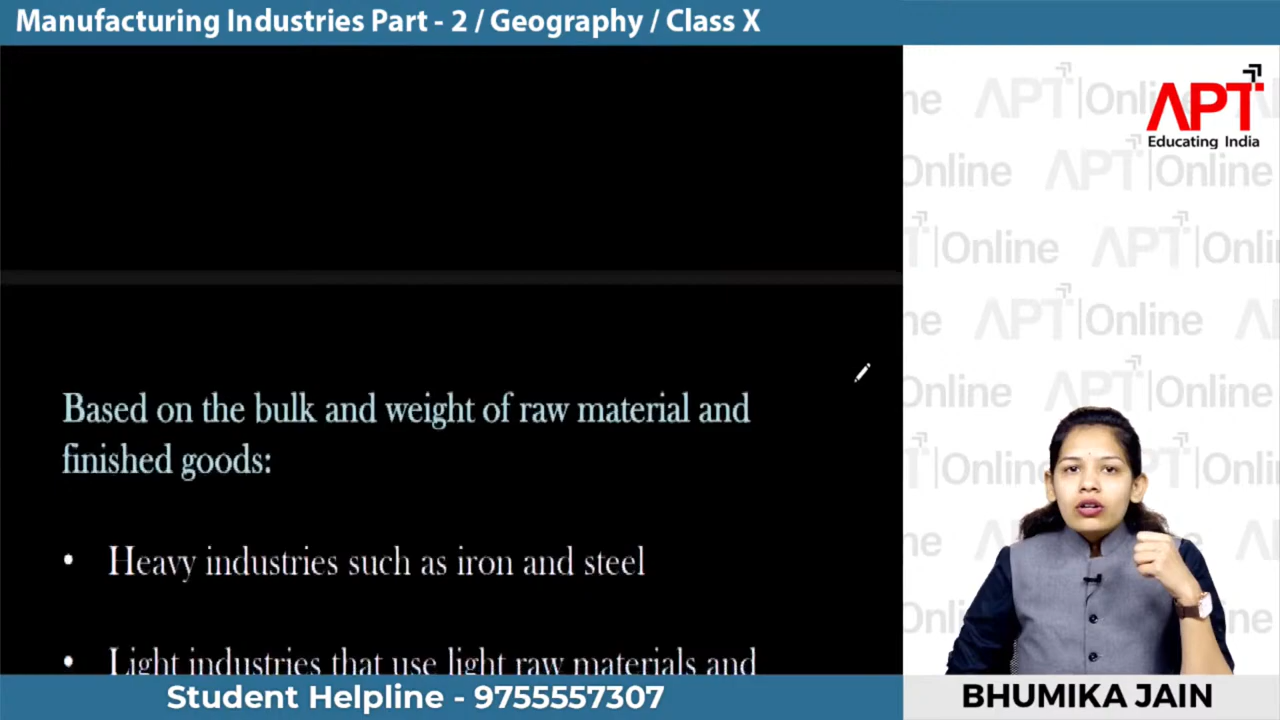 Manufacturing Industries Part - 2 / Geography / Class X
APT
Educating India
Based on the bulk and weight of raw material and
finished goods:
• Heavy industries such as iron and steel
• Light industries that use light raw materials and
Student Helpline - 9755557307
BHUMIKA JAIN
APT|Online